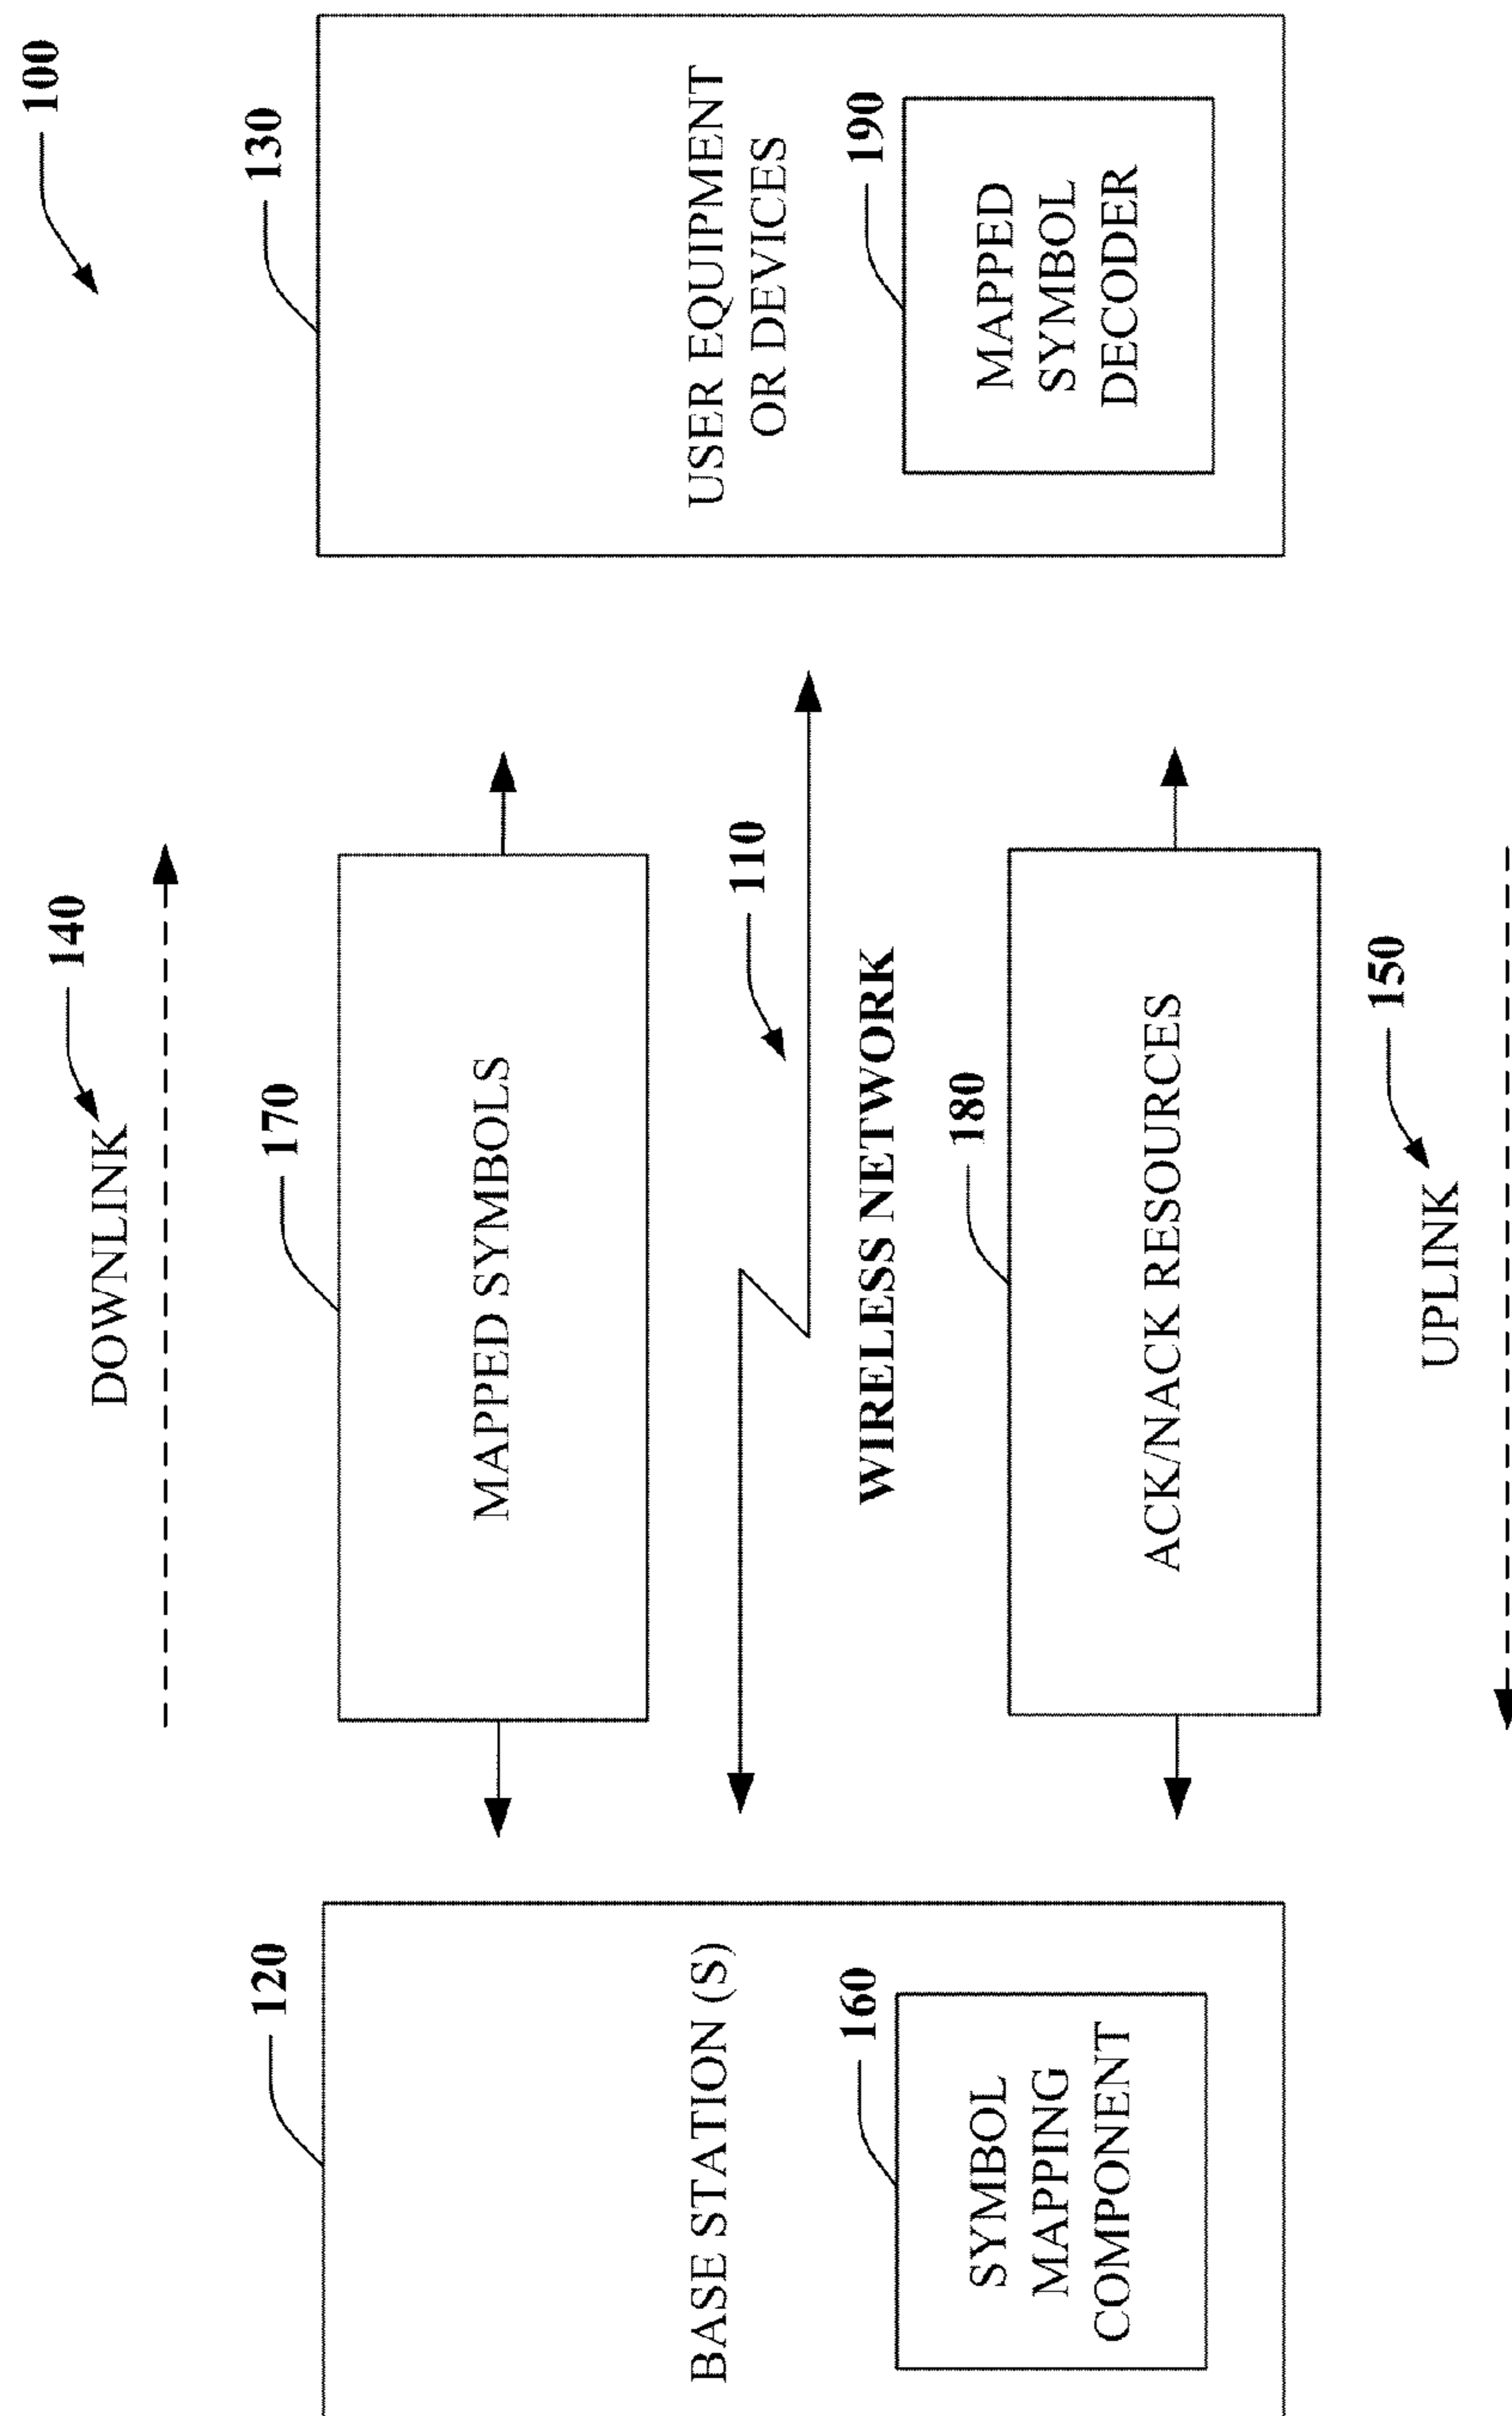 100
140
DOWNLINK
120
130
170
MAPPED SYMBOLS
BASE STATION (S)
USER EQUIPMENT
OR DEVICES
110
WIRELESS NETWORK
160
SYMBOL
MAPPING
COMPONENT
190
MAPPED
SYMBOL
DECODER
180
ACK/NACK RESOURCES
150
UPLINK